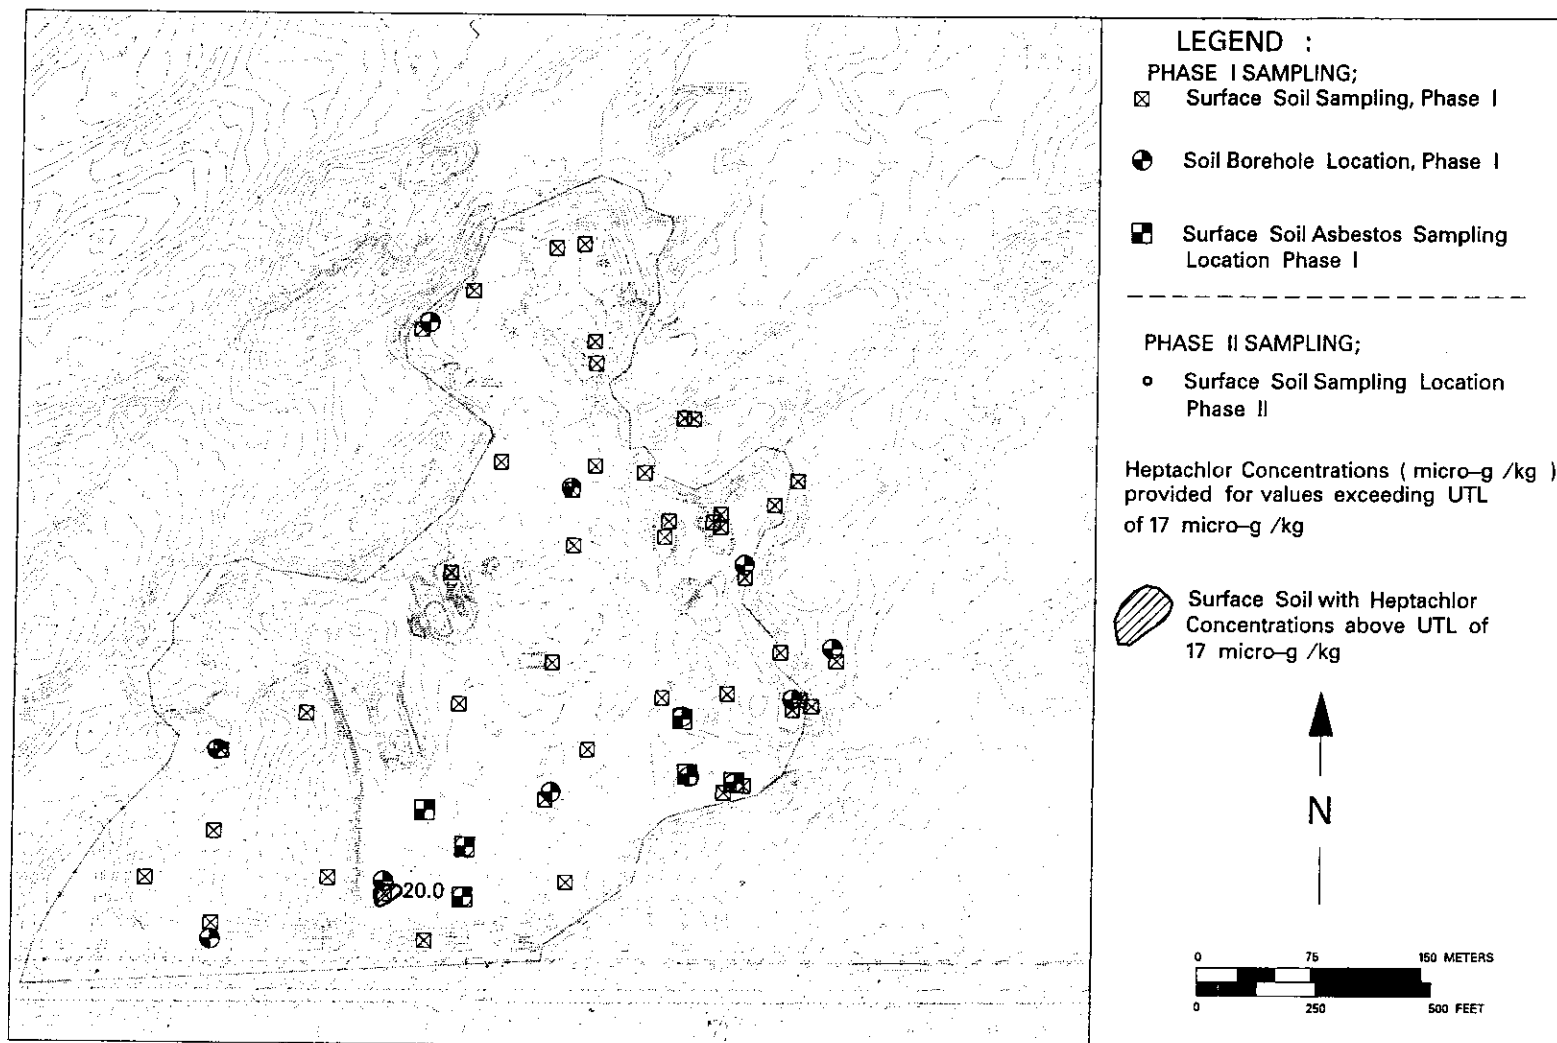 LEGEND :
PHASE I SAMPLING;
Surface Soil Sampling, Phase I
Soil Borehole Location, Phase I
Surface Soil Asbestos Sampling
Location Phase I
PHASE II SAMPLING;
Surface Soil Sampling Location
Phase II
Heptachlor Concentrations ( micro-g /kg )
provided for values exceeding UTL
of 17 micro-g /kg
Surface Soil with Heptachlor
Concentrations above UTL of
17 micro-g /kg
N
0 75 150 METERS
0 250 500 FEET
20.0